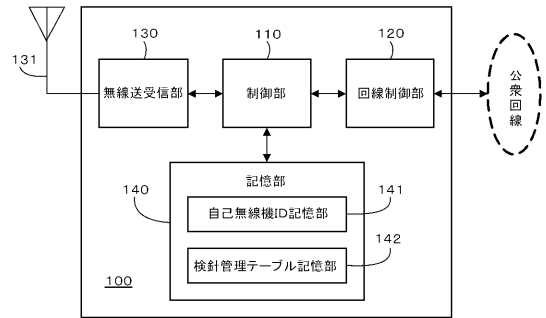 130
110
120
131
無線送受信部
制御部
回線制御部
公衆回線
記憶部
140
141
自己無線機ID記憶部
142
検針管理テーブル記憶部
100